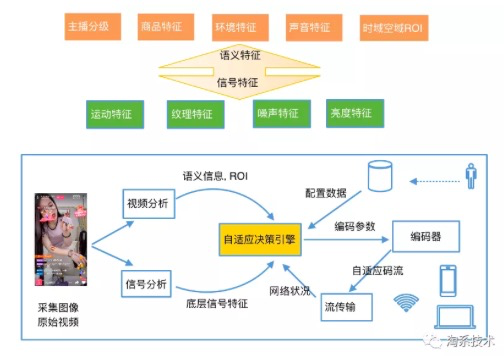 主播分级
商品特征
环境特征
声音特征
时域空域ROI
语义特征
信号特征
运动特征
纹理特征
噪声特征
亮度特征
语义信息, ROI
配置数据
视频分析
自适应决策引擎
编码参数
编码器
信号分析
自适应码流
采集图像
原始视频
底层信号特征
网络状况
流传输
淘系技术